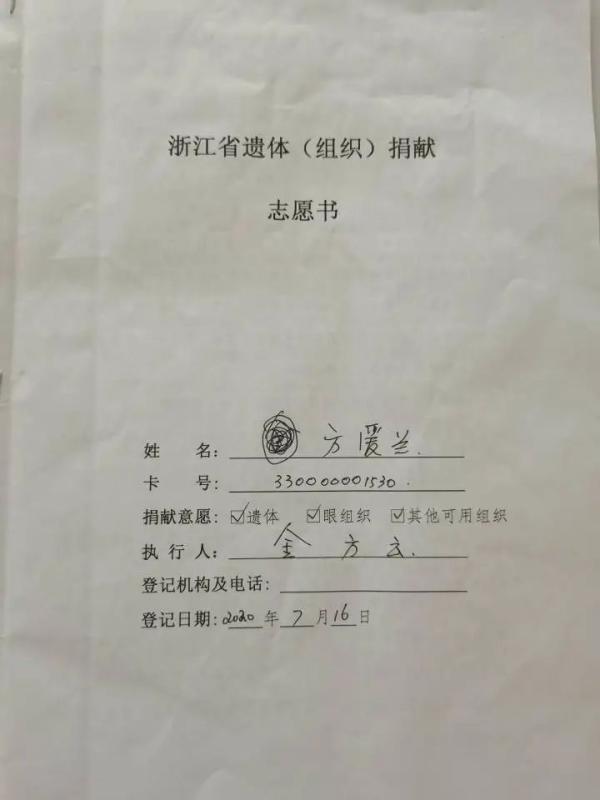 浙江省遗体（组织）捐献
志愿书
姓 名： 方爱兰.
卡 号： 330000001530.
捐献意愿：☑遗体 ☑眼组织 ☑其他可用组织
执行人： 金方云.
登记机构及电话：
登记日期：2020年7月16日